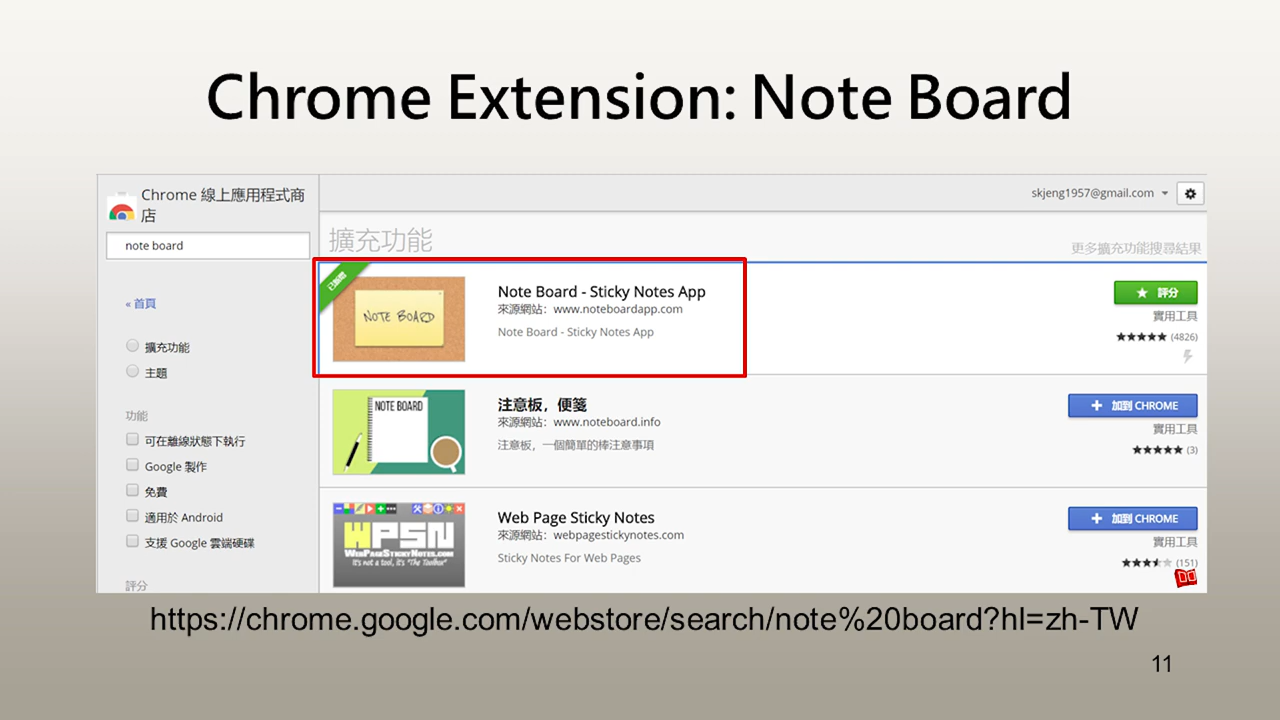 Chrome Extension: Note Board
Chrome 線上應用程式商
店
skjeng1957@gmail.com
note board
擴充功能
更多擴充功能搜尋結果
« 首頁
擴充功能
主題
功能
可在離線狀態下執行
Google 製作
免費
適用於 Android
支援 Google 雲端硬碟
評分
NOTE BOARD
Note Board - Sticky Notes App
來源網站: www.noteboardapp.com
Note Board - Sticky Notes App
評分
實用工具
(4826)
NOTE BOARD
注意板，便箋
來源網站: www.noteboard.info
注意板，一個簡單的棒注意事項
加到 CHROME
實用工具
(3)
WPSN
WebPageStickyNotes.com
It's not a tool, it's "The Toolbar"
Web Page Sticky Notes
來源網站: webpagestickynotes.com
Sticky Notes For Web Pages
加到 CHROME
實用工具
(151)
https://chrome.google.com/webstore/search/note%20board?hl=zh-TW
11